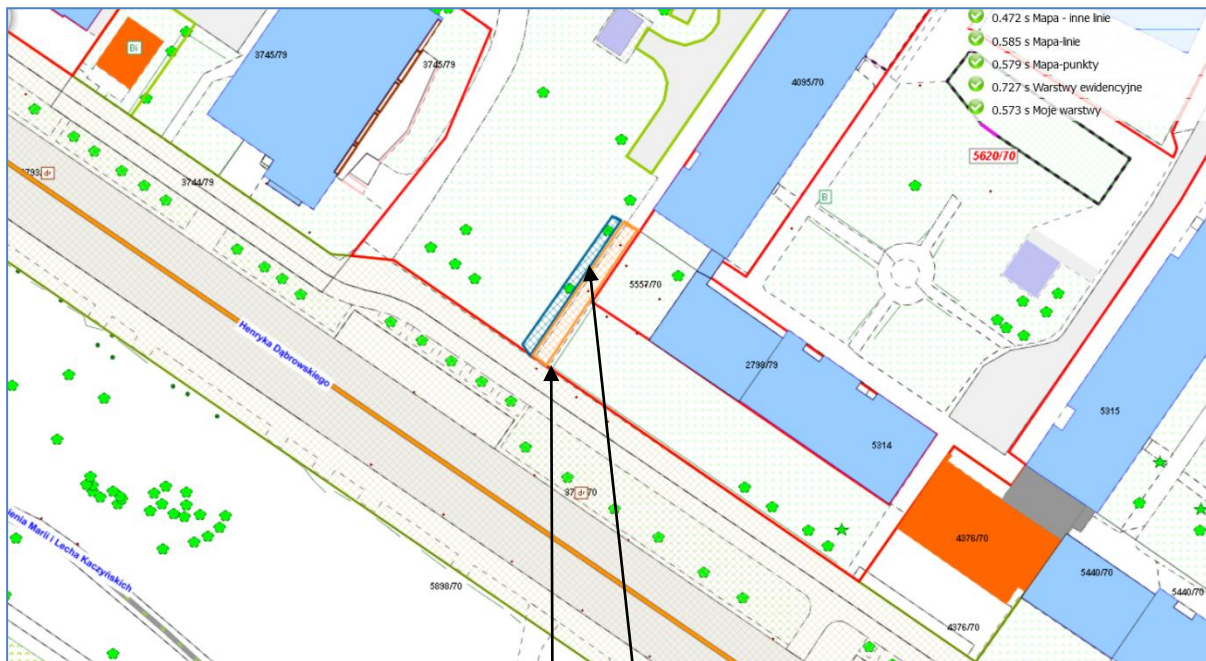 0.472 s Mapa - inne linie
0.585 s Mapa-linie
0.579 s Mapa-punkty
0.727 s Warstwy ewidencyjne
0.573 s Moje warstwy
Bi
3745/79
3745/79
4095/70
5620/70
B
3744/79
dr
5557/70
Henryka Dąbrowskiego
2798/79
5314
5315
dr
4376/70
5440/70
5440/70
5898/70
4376/70
ienia Marii i Lecha Kaczyńskich